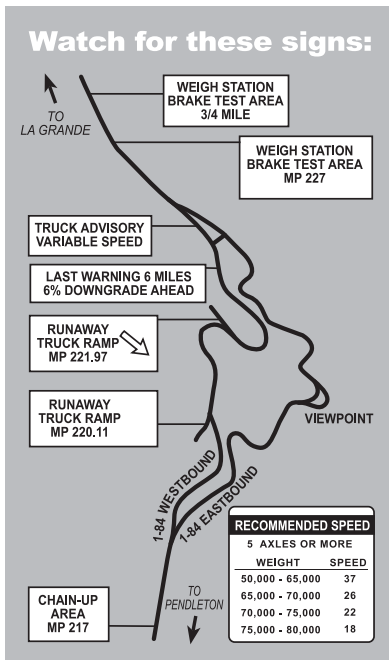 Watch for these signs:
WEIGH STATION
BRAKE TEST AREA
3/4 MILE
TO
LA GRANDE
WEIGH STATION
BRAKE TEST AREA
MP 227
TRUCK ADVISORY
VARIABLE SPEED
LAST WARNING 6 MILES
6% DOWNGRADE AHEAD
RUNAWAY
TRUCK RAMP
MP 221.97
RUNAWAY
TRUCK RAMP
MP 220.11
VIEWPOINT
1-84 WESTBOUND
1-84 EASTBOUND
CHAIN-UP
AREA
MP 217
TO
PENDLETON
RECOMMENDED SPEED
5 AXLES OR MORE
WEIGHT SPEED
50,000 - 65,000 37
65,000 - 70,000 26
70,000 - 75,000 22
75,000 - 80,000 18